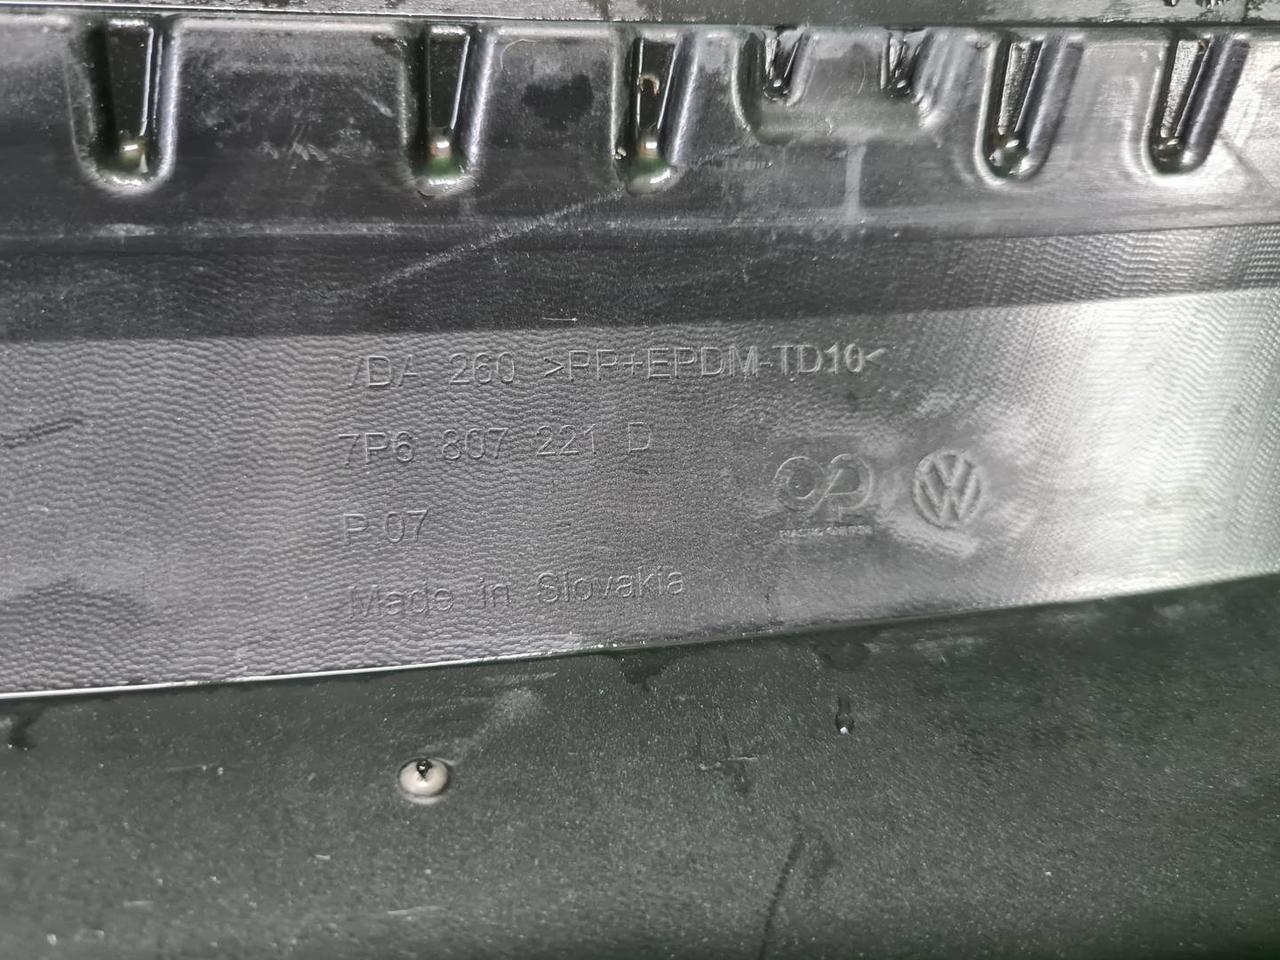 VDA 260 >PP+EPDM-TD10<
7P6 807 221 D
P 07
Made in Slovakia